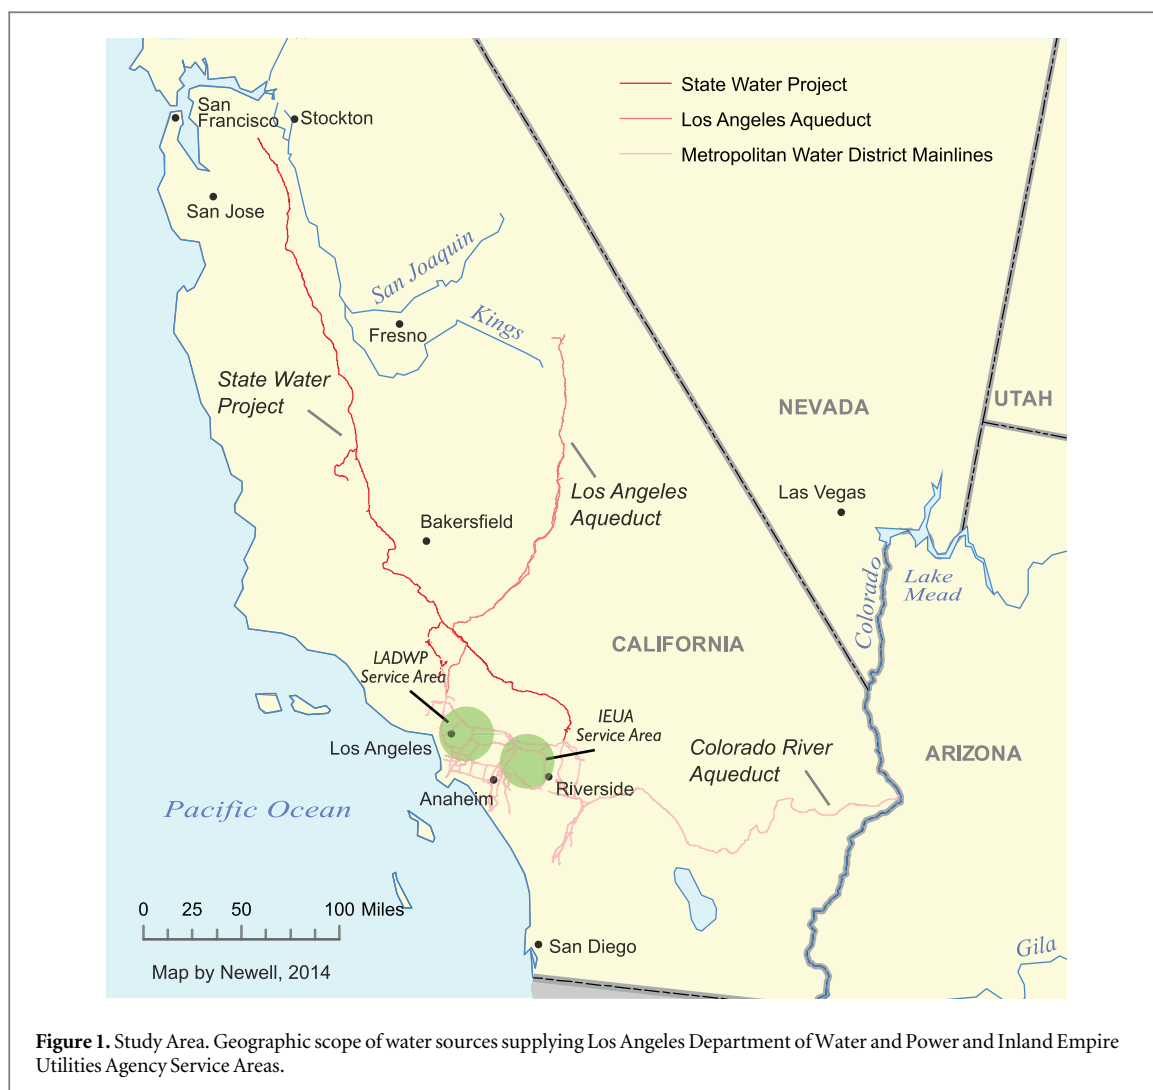 State Water Project
Los Angeles Aqueduct
Metropolitan Water District Mainlines
San
Francisco
Stockton
San Jose
San Joaquin
Fresno
Kings
State Water
Project
NEVADA
UTAH
Los Angeles
Aqueduct
Las Vegas
Bakersfield
Colorado
Lake
Mead
CALIFORNIA
LADWP
Service Area
IEUA
Service Area
Los Angeles
Colorado River
Aqueduct
ARIZONA
Anaheim
Riverside
Pacific Ocean
0 25 50 100 Miles
San Diego
Gila
Map by Newell, 2014
Figure 1. Study Area. Geographic scope of water sources supplying Los Angeles Department of Water and Power and Inland Empire
Utilities Agency Service Areas.